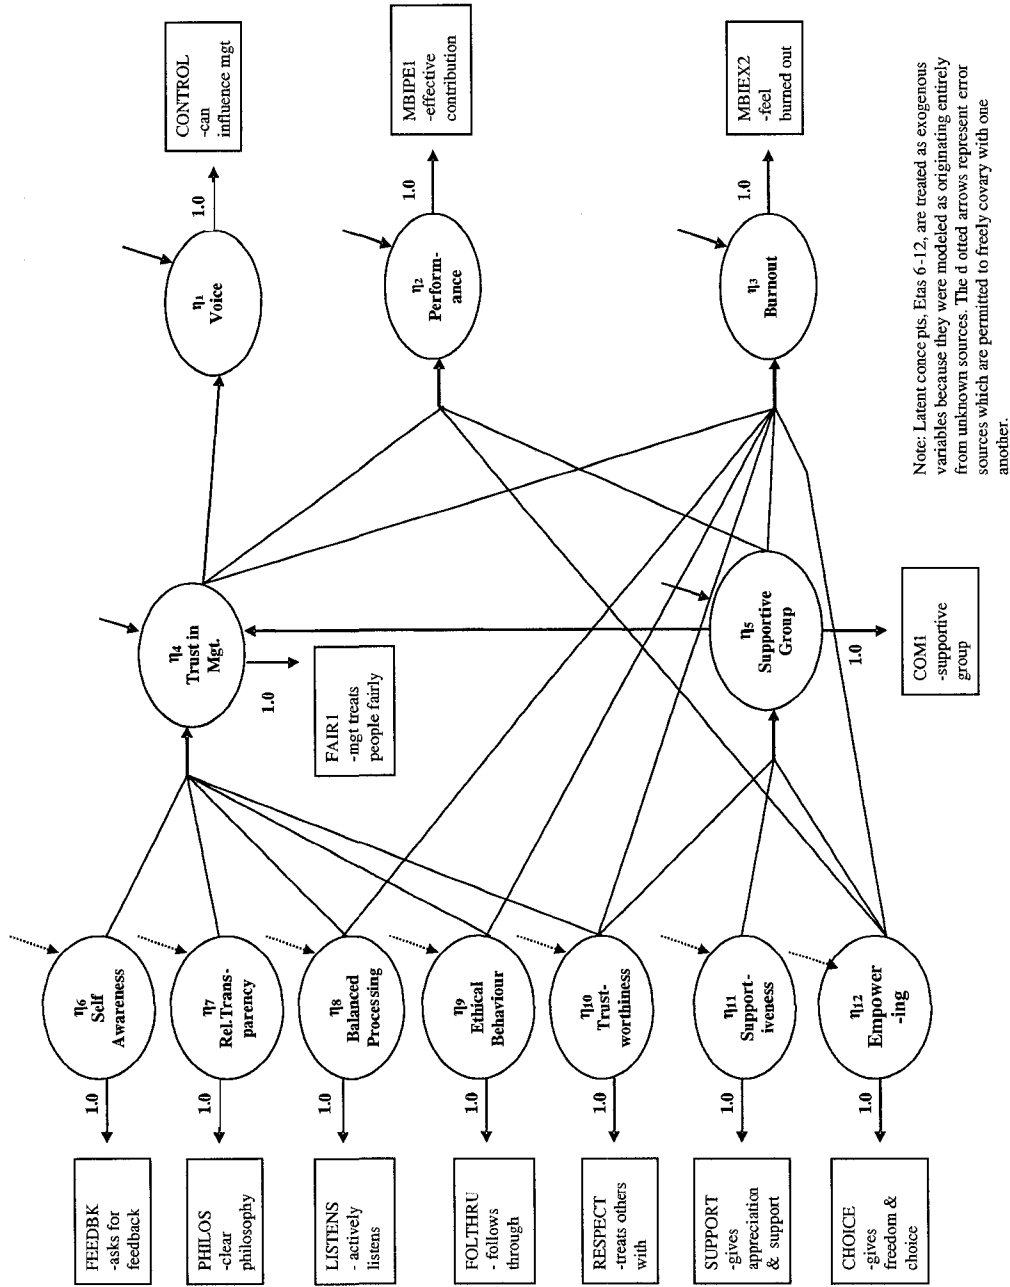 FEEDBK
-asks for
feedback
PHILOS
-clear
philosophy
LISTENS
- actively
listens
FOLTHRU
- follows
through
RESPECT
-treats others
with
SUPPORT
-gives
appreciation
& support
CHOICE
-gives
freedom &
choice
1.0
1.0
1.0
1.0
1.0
1.0
1.0
η6
Self
Awareness
η7
Rel.Trans-
parency
η8
Balanced
Processing
η9
Ethical
Behaviour
η10
Trust-
worthiness
η11
Support-
iveness
η12
Empower
-ing
η4
Trust in
Mgt.
1.0
FAIR1
-mgt treats
people fairly
η5
Supportive
Group
1.0
COM1
-supportive
group
η1
Voice
1.0
CONTROL
-can
influence mgt
η2
Perform-
ance
1.0
MBIPE1
-effective
contribution
η3
Burnout
1.0
MBIEX2
-feel
burned out
Note: Latent conce pts, Etas 6-12, are treated as exogenous
variables because they were modeled as originating entirely
from unknown sources. The d otted arrows represent error
sources which are permitted to freely covary with one
another.